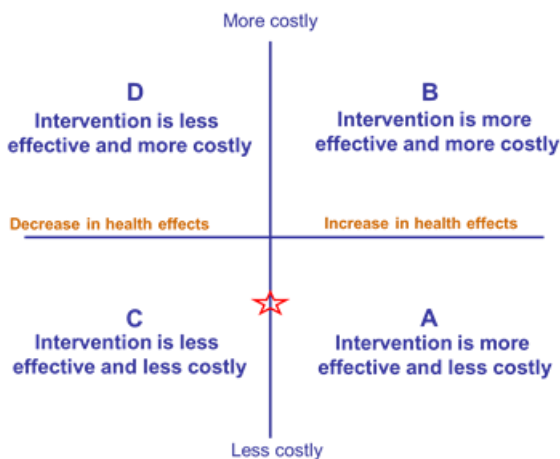 More costly
D
Intervention is less
effective and more costly
B
Intervention is more
effective and more costly
Decrease in health effects
Increase in health effects
C
Intervention is less
effective and less costly
A
Intervention is more
effective and less costly
Less costly